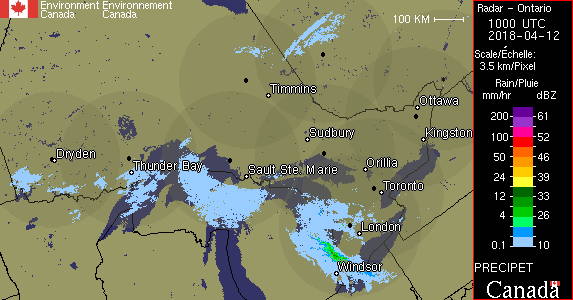 Environment Environnement
Canada Canada
100 KM
Timmins
Ottawa
Sudbury
Kingston
Dryden
Thunder Bay
Sault Ste. Marie
Orillia
Toronto
London
Windsor
Radar - Ontario
1000 UTC
2018-04-12
Scale/Échelle:
3.5 km/Pixel
Rain/Pluie
mm/hr dBZ
200 61
100 52
50 46
24 39
12 33
4 26
0.1 10
PRECIPET
Canada